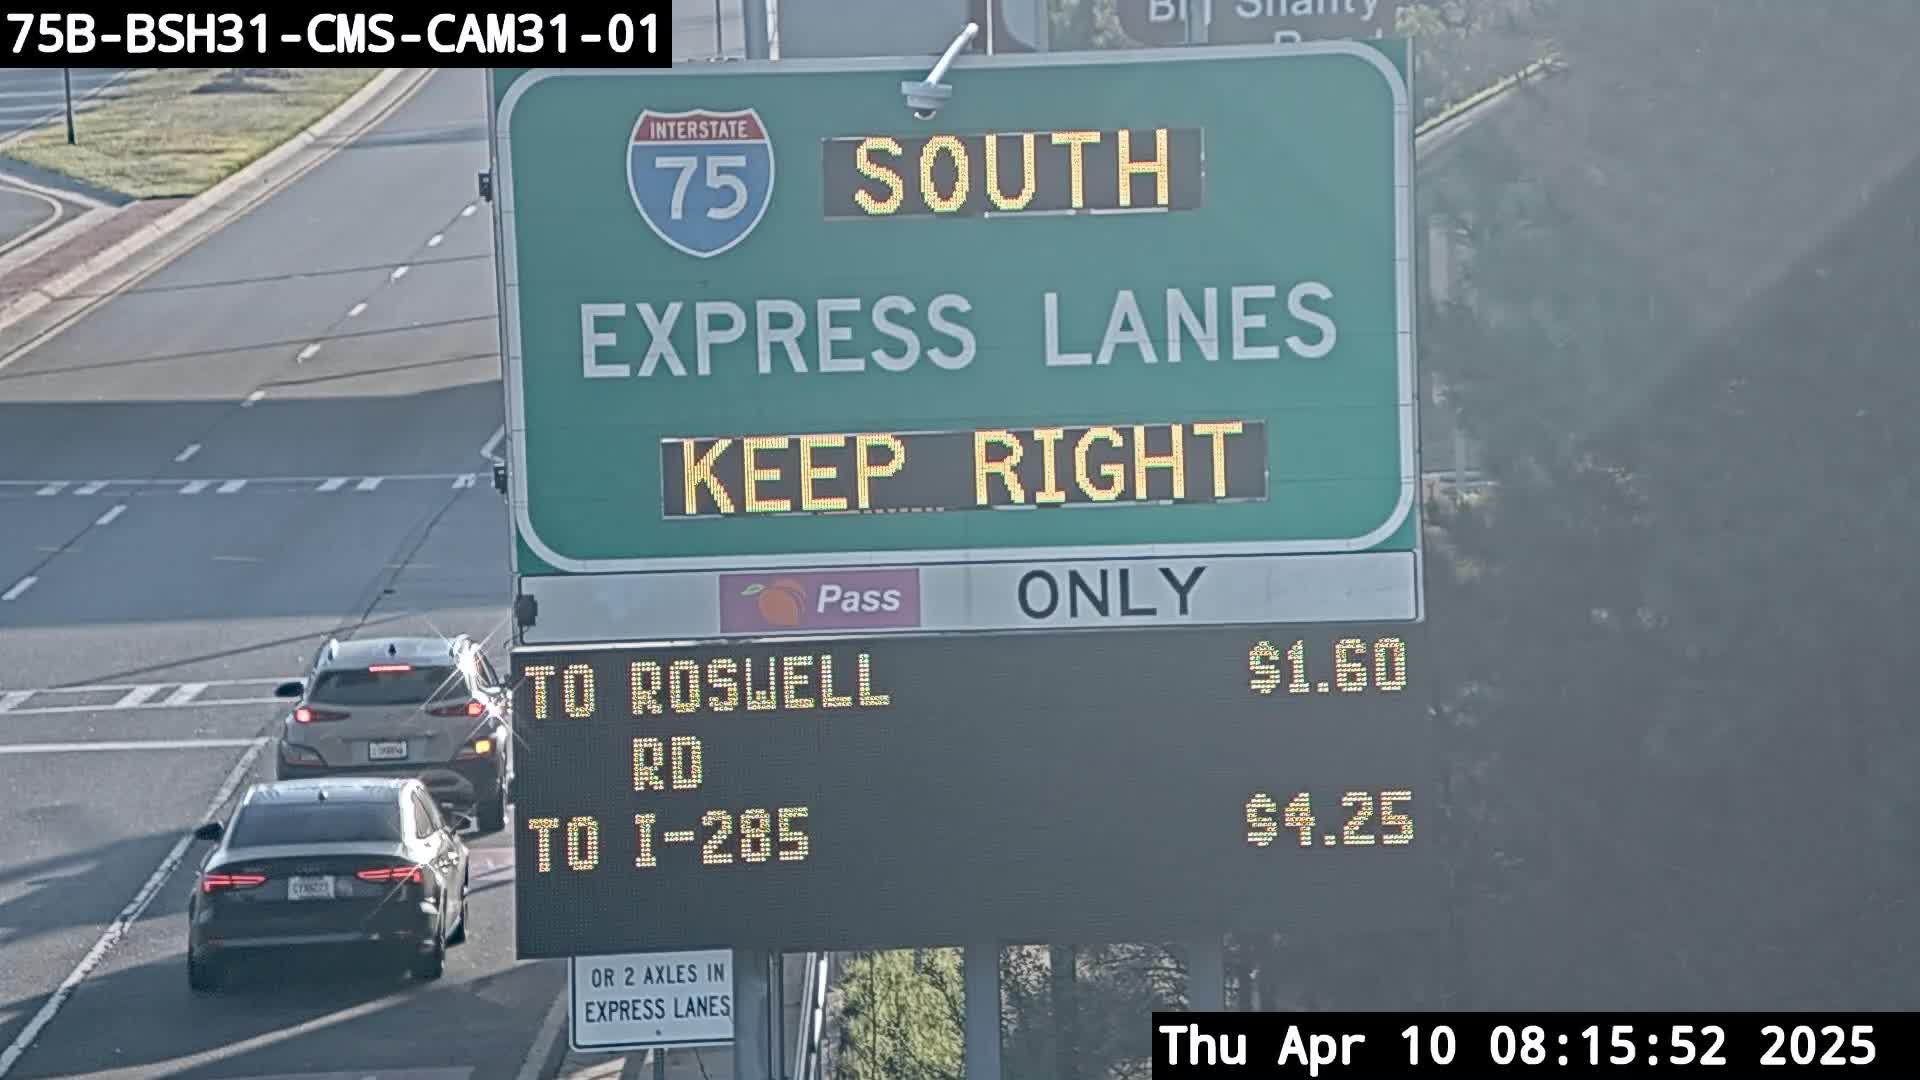 75B-BSH31-CMS-CAM31-01
Shanty
INTERSTATE
75
SOUTH
EXPRESS LANES
KEEP RIGHT
Pass ONLY
TO ROSWELL $1.60
RD
TO I-285 $4.25
OR 2 AXLES IN
EXPRESS LANES
Thu Apr 10 08:15:52 2025